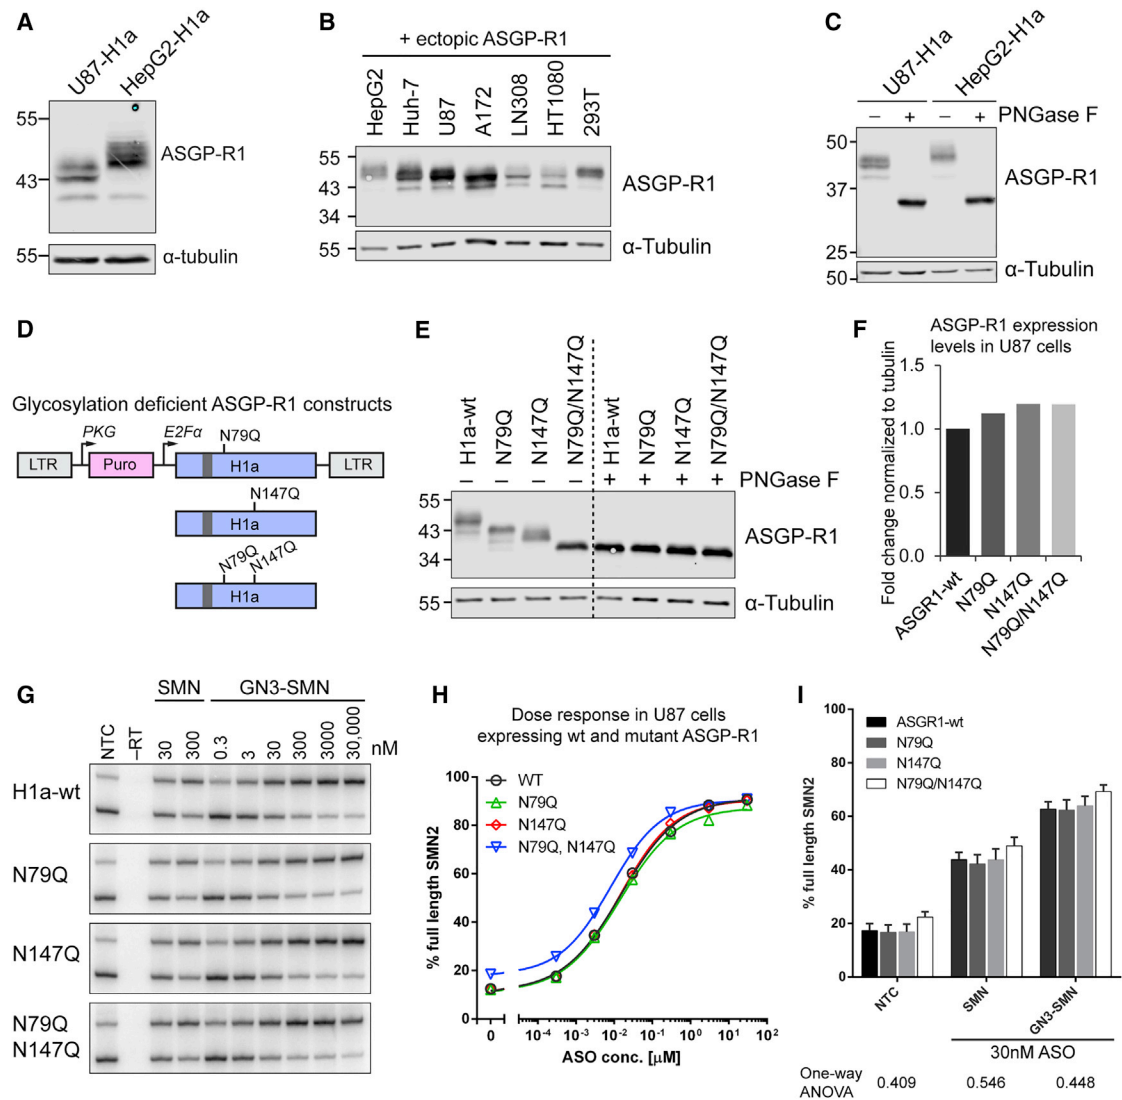 A
U87-H1a
HepG2-H1a
55
43
ASGP-R1
55
α-tubulin
B
+ ectopic ASGP-R1
HepG2
Huh-7
U87
A172
LN308
HT1080
293T
55
43
34
ASGP-R1
55
α-Tubulin
C
U87-H1a
HepG2-H1a
– + – + PNGase F
50
37
25
ASGP-R1
50
α-Tubulin
D
Glycosylation deficient ASGP-R1 constructs
PKG
E2Fα
N79Q
LTR
Puro
H1a
LTR
N147Q
H1a
N79Q
N147Q
H1a
E
H1a-wt
N79Q
N147Q
N79Q/N147Q
H1a-wt
N79Q
N147Q
N79Q/N147Q
– – – – + + + + PNGase F
55
43
34
ASGP-R1
55
α-Tubulin
F
ASGP-R1 expression
levels in U87 cells
Fold change normalized to tubulin
1.5
1.0
0.5
0.0
ASGR1-wt
N79Q
N147Q
N79Q/N147Q
G
SMN
GN3-SMN
NTC
–RT
30
300
0.3
3
30
300
3000
30,000
nM
H1a-wt
N79Q
N147Q
N79Q
N147Q
H
Dose response in U87 cells
expressing wt and mutant ASGP-R1
% full length SMN2
100
80
60
40
20
0
WT
N79Q
N147Q
N79Q, N147Q
0 10-4 10-3 10-2 10-1 100 101 102
ASO conc. [μM]
I
% full length SMN2
100
80
60
40
20
0
ASGR1-wt
N79Q
N147Q
N79Q/N147Q
NTC
SMN
GN3-SMN
30nM ASO
One-way
ANOVA
0.409 0.546 0.448